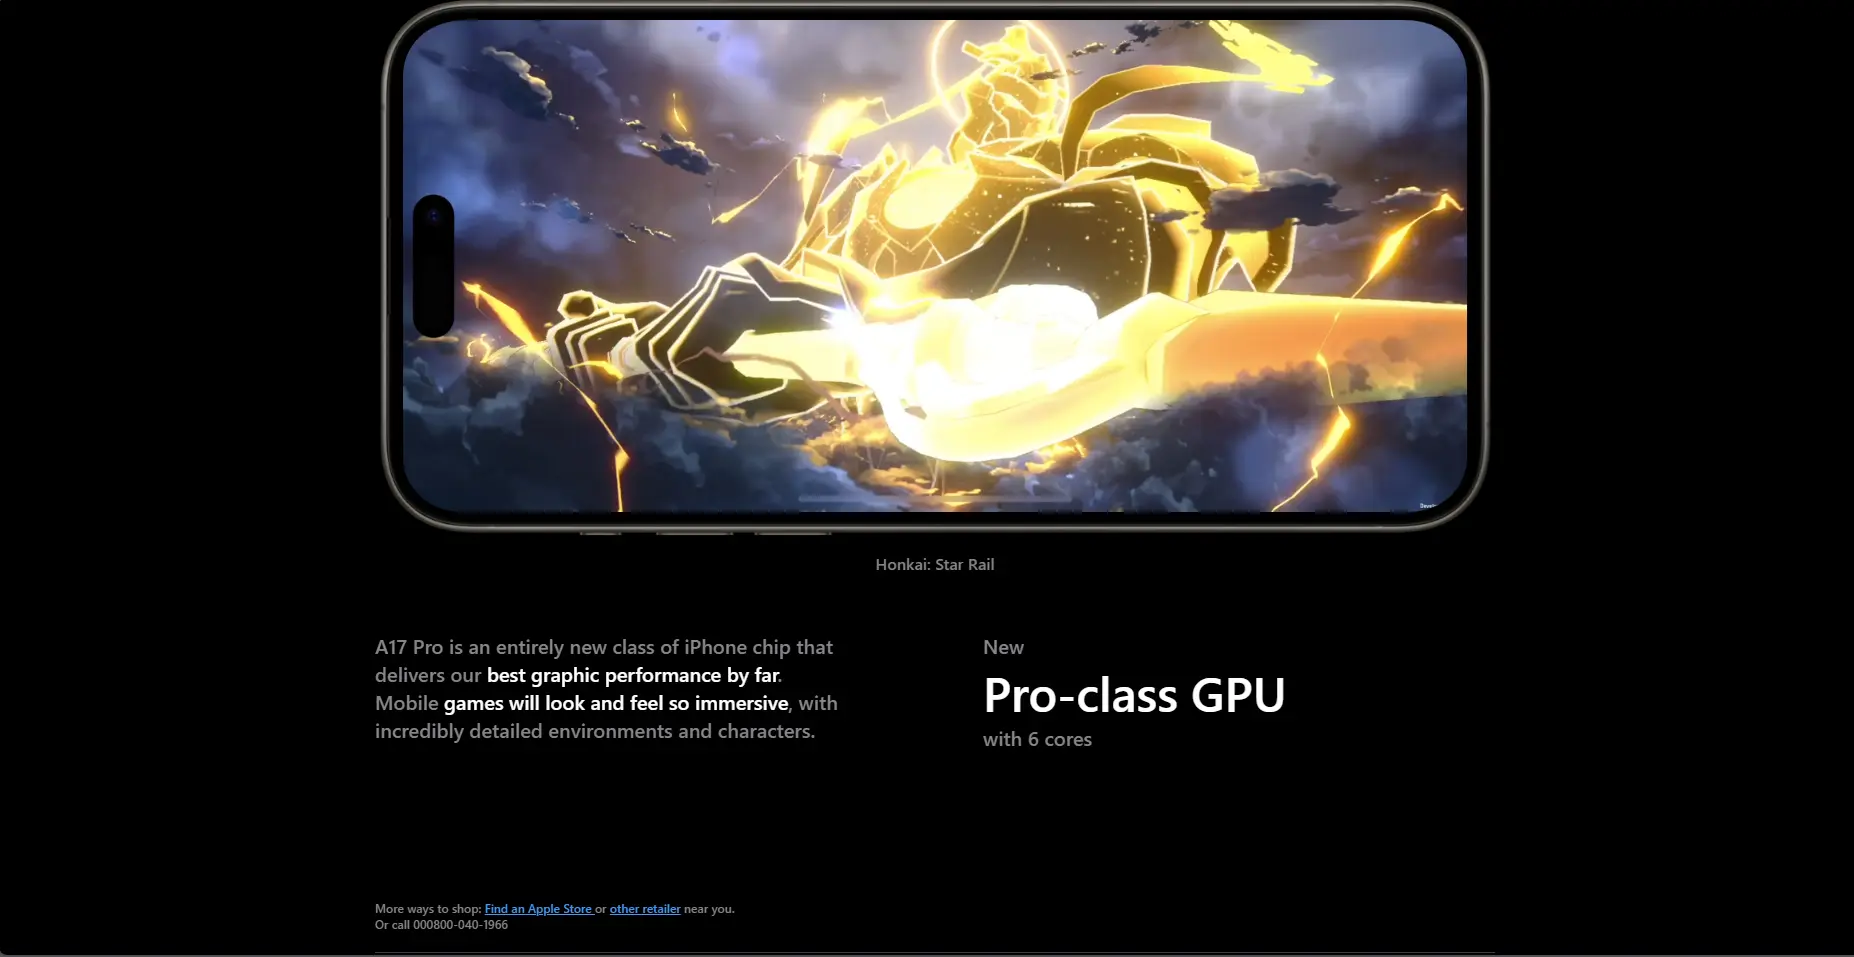 Honkai: Star Rail
A17 Pro is an entirely new class of iPhone chip that
delivers our best graphic performance by far.
Mobile games will look and feel so immersive, with
incredibly detailed environments and characters.
New
Pro-class GPU
with 6 cores
More ways to shop: Find an Apple Store or other retailer near you.
Or call 000800-040-1966